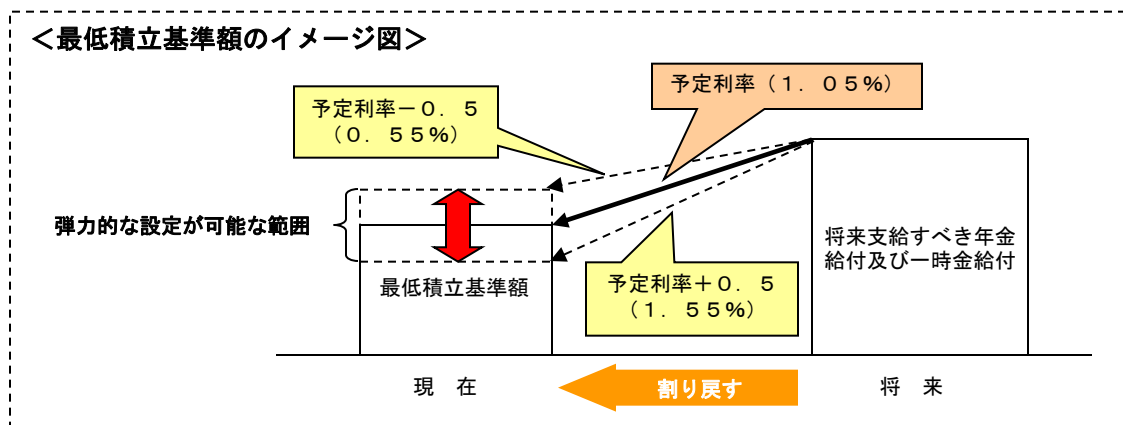 ＜最低積立基準額のイメージ図＞
予定利率（１．０５%）
予定利率－０．５
（０．５５%）
弾力的な設定が可能な範囲
将来支給すべき年金
給付及び一時金給付
最低積立基準額
予定利率＋０．５
（１．５５%）
現　在
割り戻す
将　来